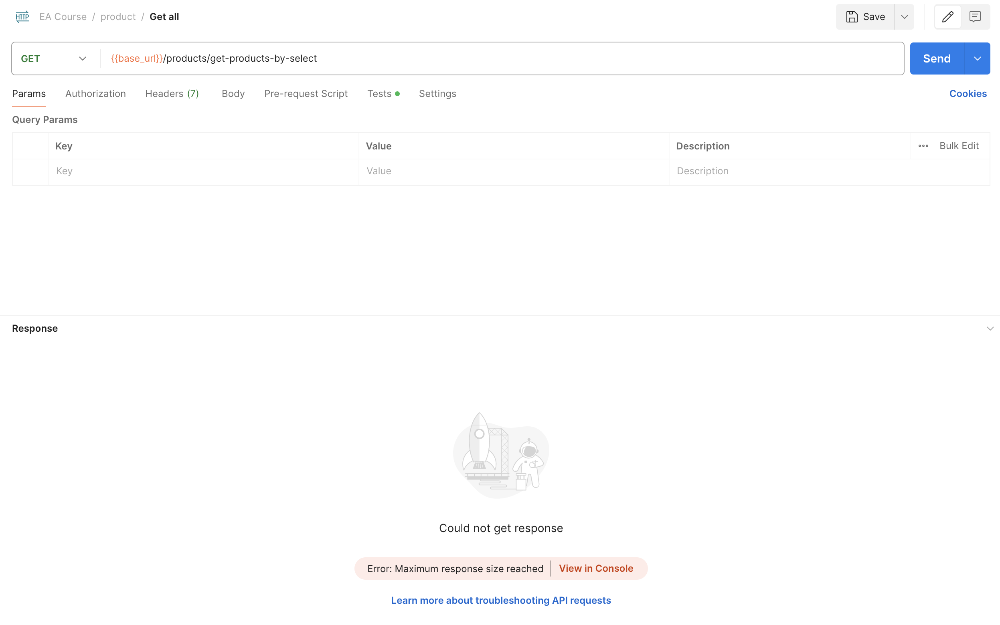 HTTP EA Course / product / Get all Save
GET {{base_url}}/products/get-products-by-select Send
Params Authorization Headers (7) Body Pre-request Script Tests Settings Cookies
Query Params
Key Value Description Bulk Edit
Key Value Description
Response
Could not get response
Error: Maximum response size reached View in Console
Learn more about troubleshooting API requests